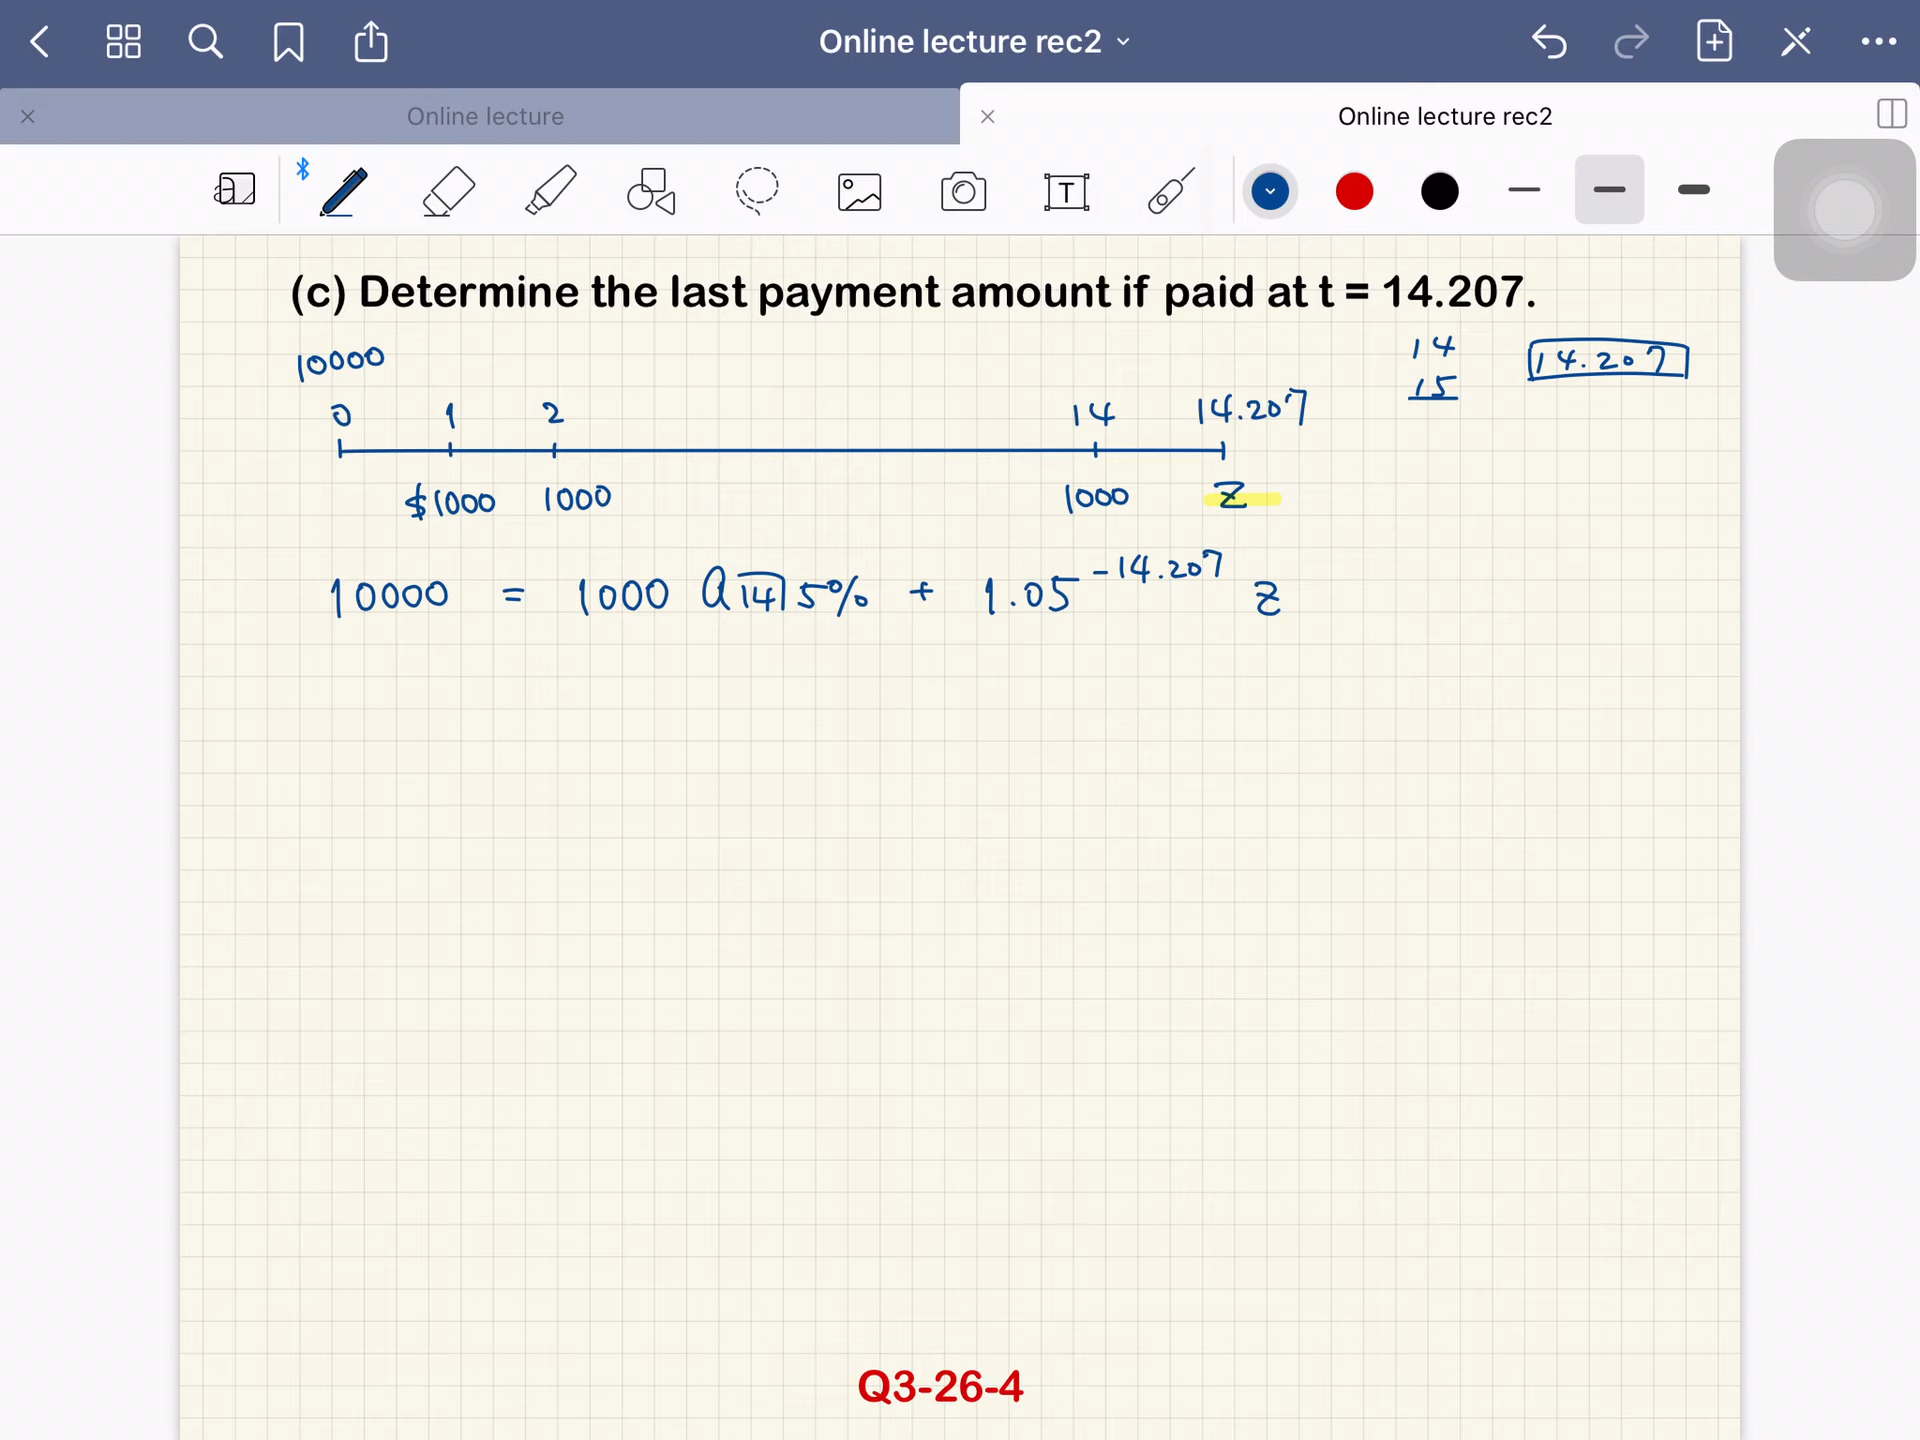 Online lecture rec2
Online lecture
Online lecture rec2
a
T
(c) Determine the last payment amount if paid at t = 14.207.
10000
14
15
14.207
0 1 2 14 14.207
$1000 1000 1000 Z
10000 = 1000 a14 5% + 1.05^-14.207 Z
Q3-26-4